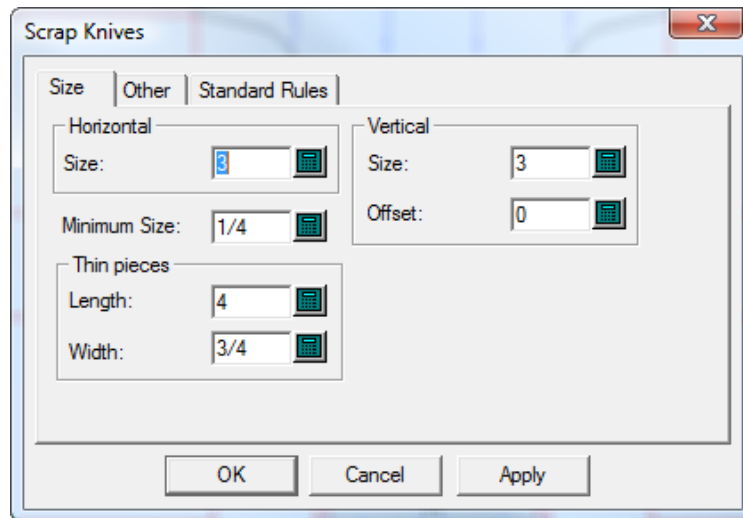 Scrap Knives
Size Other Standard Rules
Horizontal
Size: 3
Minimum Size: 1/4
Thin pieces
Length: 4
Width: 3/4
Vertical
Size: 3
Offset: 0
OK Cancel Apply